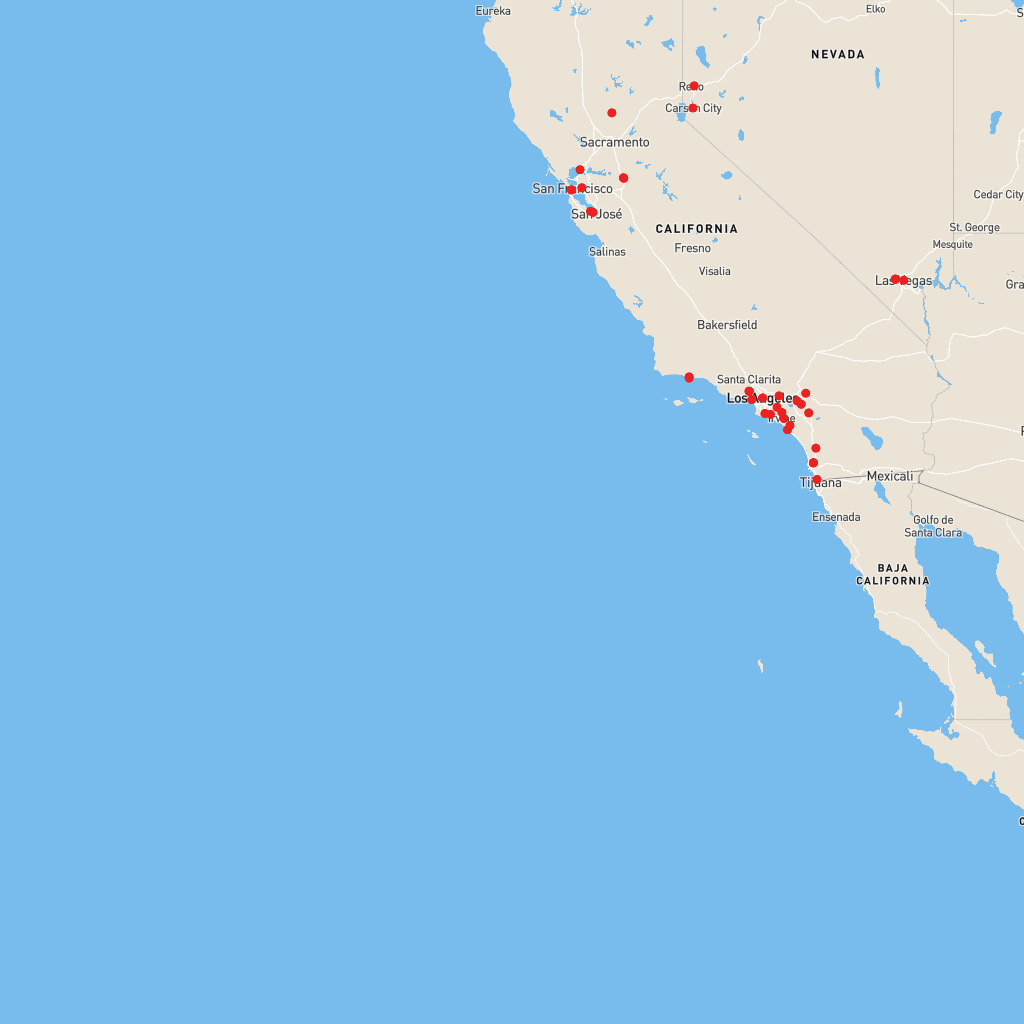 Eureka
Elko
NEVADA
Reno
Carson City
Sacramento
San Francisco
Cedar City
San José
St. George
CALIFORNIA
Mesquite
Fresno
Salinas
Visalia
Las Vegas
Gra
Bakersfield
Santa Clarita
Los Angeles
Irvine
Mexicali
Tijuana
Ensenada
Golfo de
Santa Clara
BAJA
CALIFORNIA